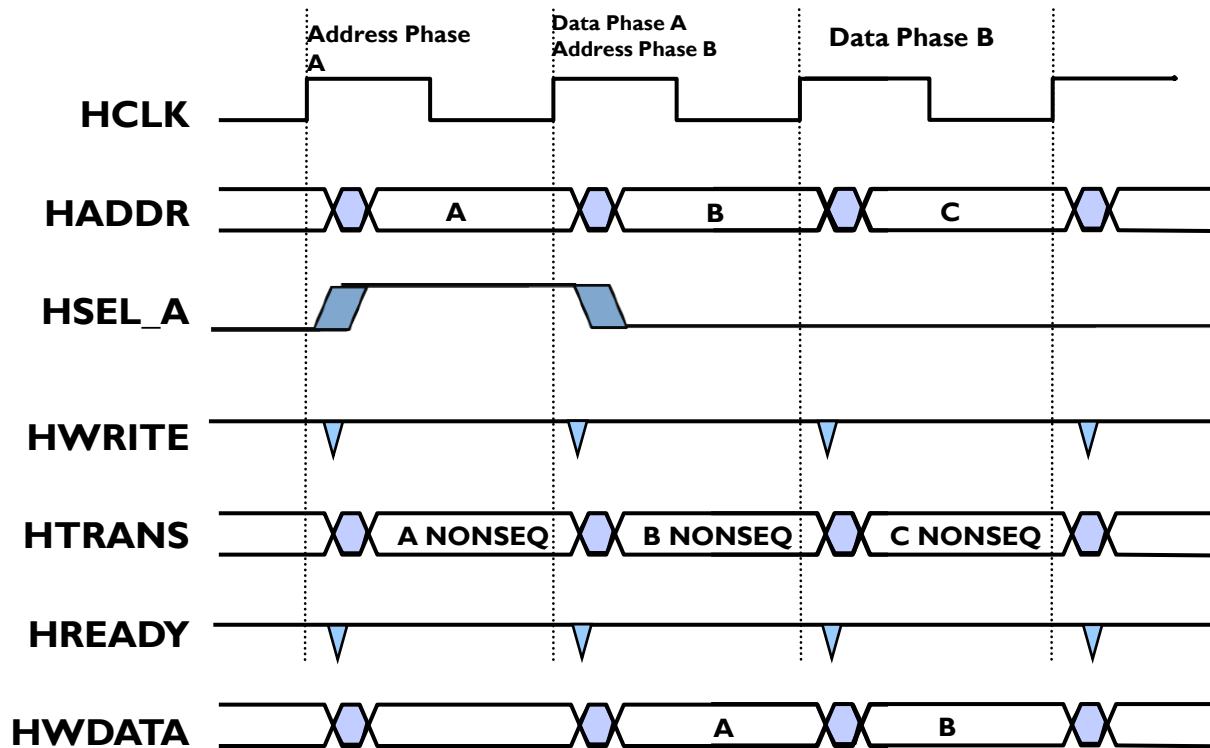 Address Phase
A
Data Phase A
Address Phase B
Data Phase B
HCLK
HADDR
A
B
C
HSEL_A
HWRITE
HTRANS
A NONSEQ
B NONSEQ
C NONSEQ
HREADY
HWDATA
A
B